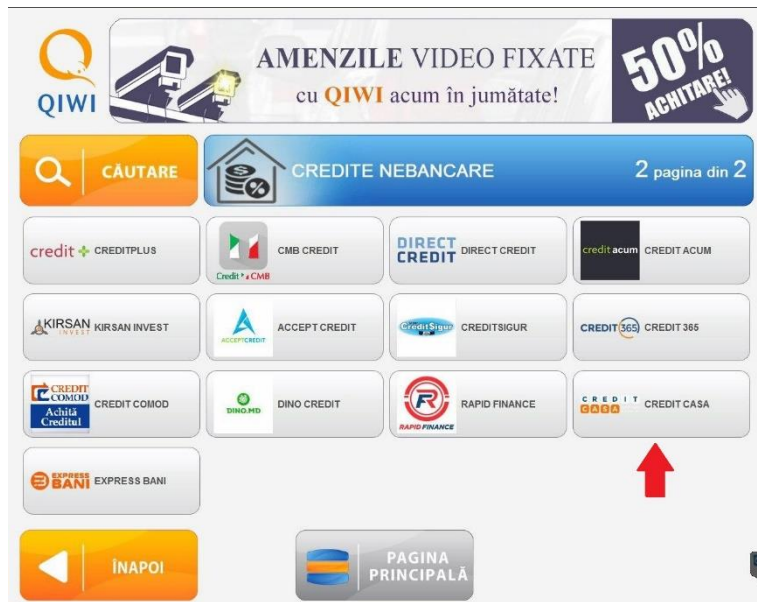 AMENZILE VIDEO FIXATE
cu QIWI acum în jumătate!
50%
ACHITARE!
QIWI
CĂUTARE
CREDITE NEBANCARE
2 pagina din 2
credit CREDITPLUS
Credit CMB
CMB CREDIT
DIRECT CREDIT
DIRECT CREDIT
credit acum CREDIT ACUM
KIRSAN INVEST
KIRSAN INVEST
ACCEPTCREDIT
ACCEPT CREDIT
CreditSigur CREDITSIGUR
CREDIT 365 CREDIT 365
CREDIT COMOD
Achită Creditul
CREDIT COMOD
DINO.MD
DINO CREDIT
RAPID FINANCE
RAPID FINANCE
CREDIT CASA
CREDIT CASA
EXPRESS BANI
EXPRESS BANI
ÎNAPOI
PAGINA
PRINCIPALĂ